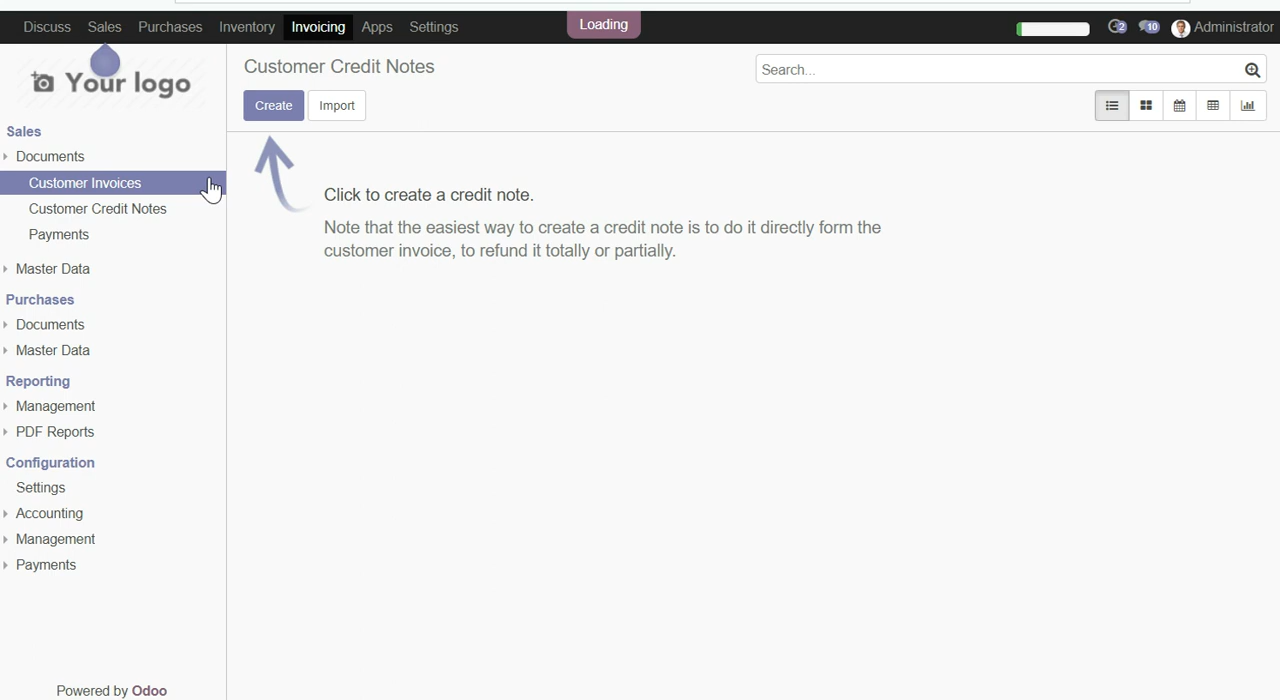 Discuss Sales Purchases Inventory Invoicing Apps Settings Loading 2 10 Administrator
Your logo
Customer Credit Notes
Search...
Create Import
Sales
Documents
Customer Invoices
Customer Credit Notes
Payments
Master Data
Purchases
Documents
Master Data
Reporting
Management
PDF Reports
Configuration
Settings
Accounting
Management
Payments
Powered by Odoo
Click to create a credit note.
Note that the easiest way to create a credit note is to do it directly form the
customer invoice, to refund it totally or partially.